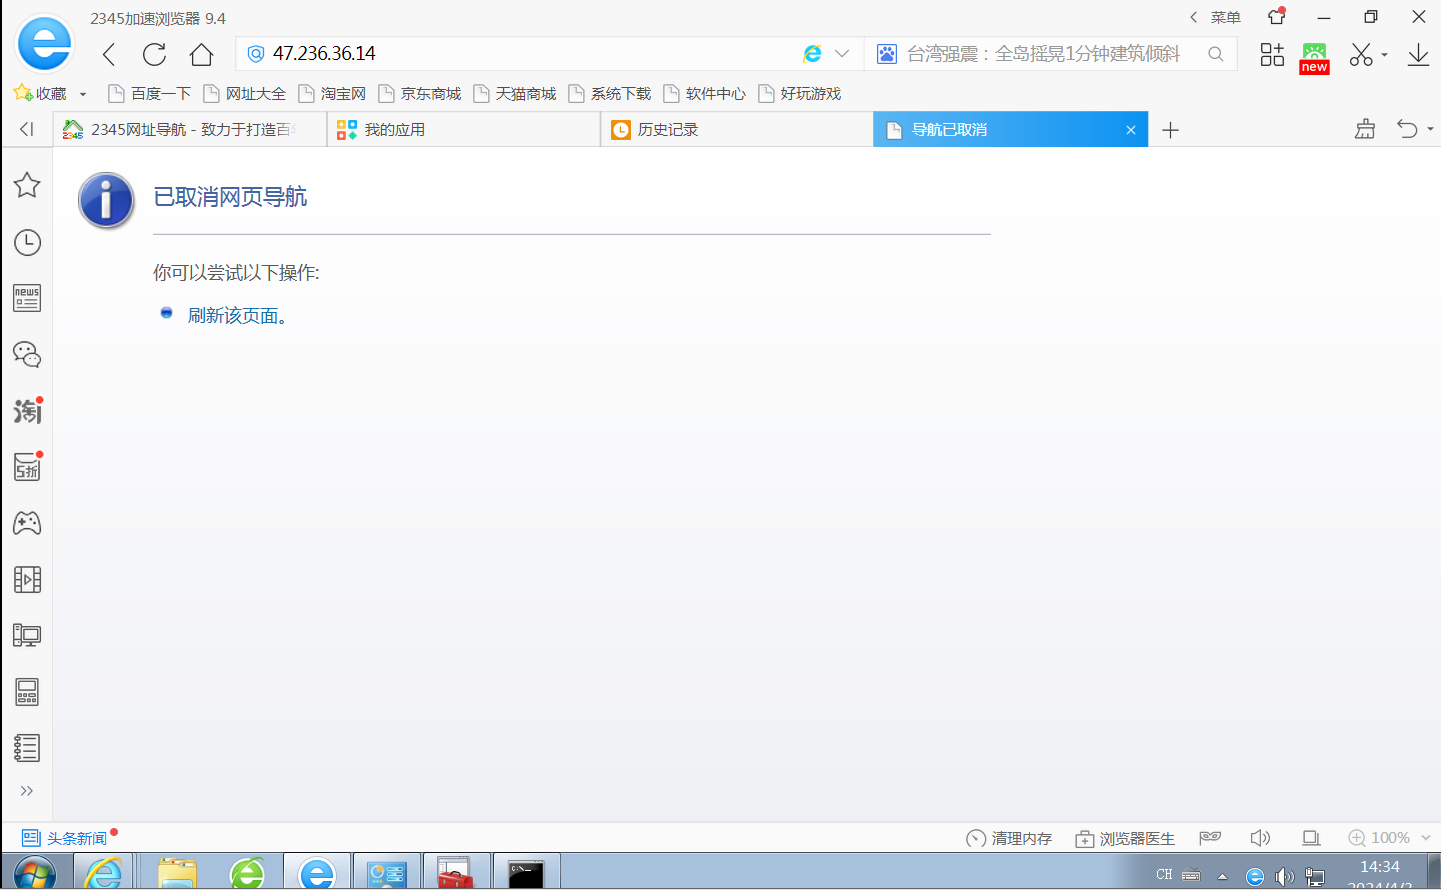 2345加速浏览器 9.4
菜单
47.236.36.14
台湾强震：全岛摇晃1分钟建筑倾斜
new
收藏 百度一下 网址大全 淘宝网 京东商城 天猫商城 系统下载 软件中心 好玩游戏
2345 2345网址导航 - 致力于打造百 我的应用 历史记录 导航已取消
已取消网页导航
你可以尝试以下操作:
刷新该页面。
news
淘
5折
头条新闻
清理内存 浏览器医生 100%
CH
14:34